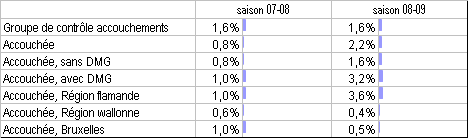 saison 07-08 saison 08-09
Groupe de contrôle accouchements 1,6% 1,6%
Accouchée 0,8% 2,2%
Accouchée, sans DMG 0,8% 1,6%
Accouchée, avec DMG 1,0% 3,2%
Accouchée, Région flamande 1,0% 3,6%
Accouchée, Région wallonne 0,6% 0,4%
Accouchée, Bruxelles 1,0% 0,5%